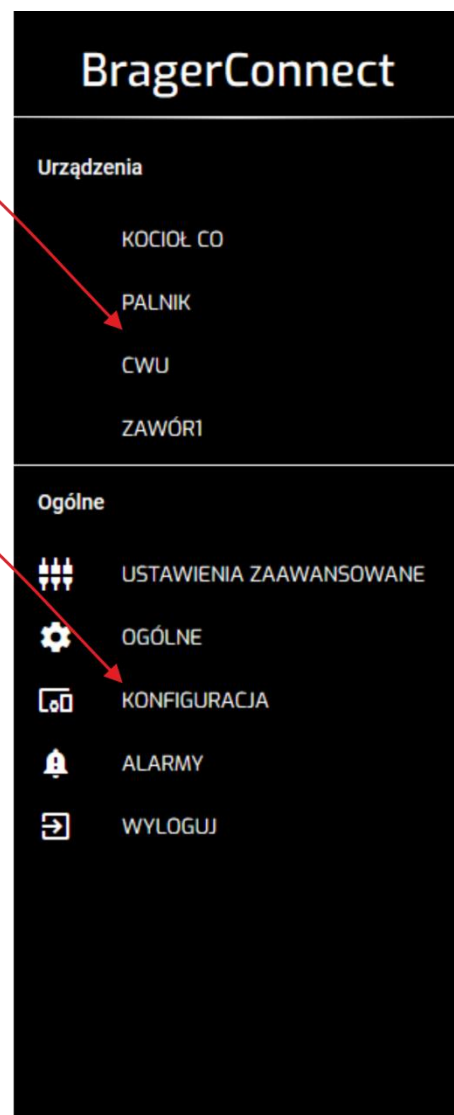 BragerConnect
Urządzenia
KOCIOŁ CO
PALNIK
CWU
ZAWÓR1
Ogólne
USTAWIENIA ZAAWANSOWANE
OGÓLNE
KONFIGURACJA
ALARMY
WYLOGUJ